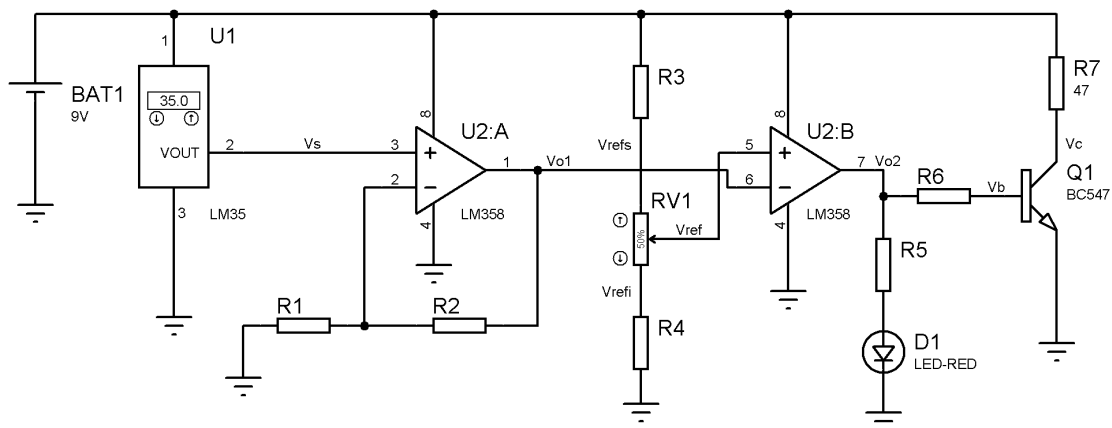 BAT1
9V
U1
1
35.0
VOUT
2
3
LM35
Vs
U2:A
8
3
+
2
−
1
4
LM358
Vo1
R1
R2
R3
Vrefs
RV1
50%
Vref
Vrefi
R4
U2:B
8
5
+
6
−
7
4
LM358
Vo2
R6
Vb
R5
D1
LED-RED
R7
47
Vc
Q1
BC547